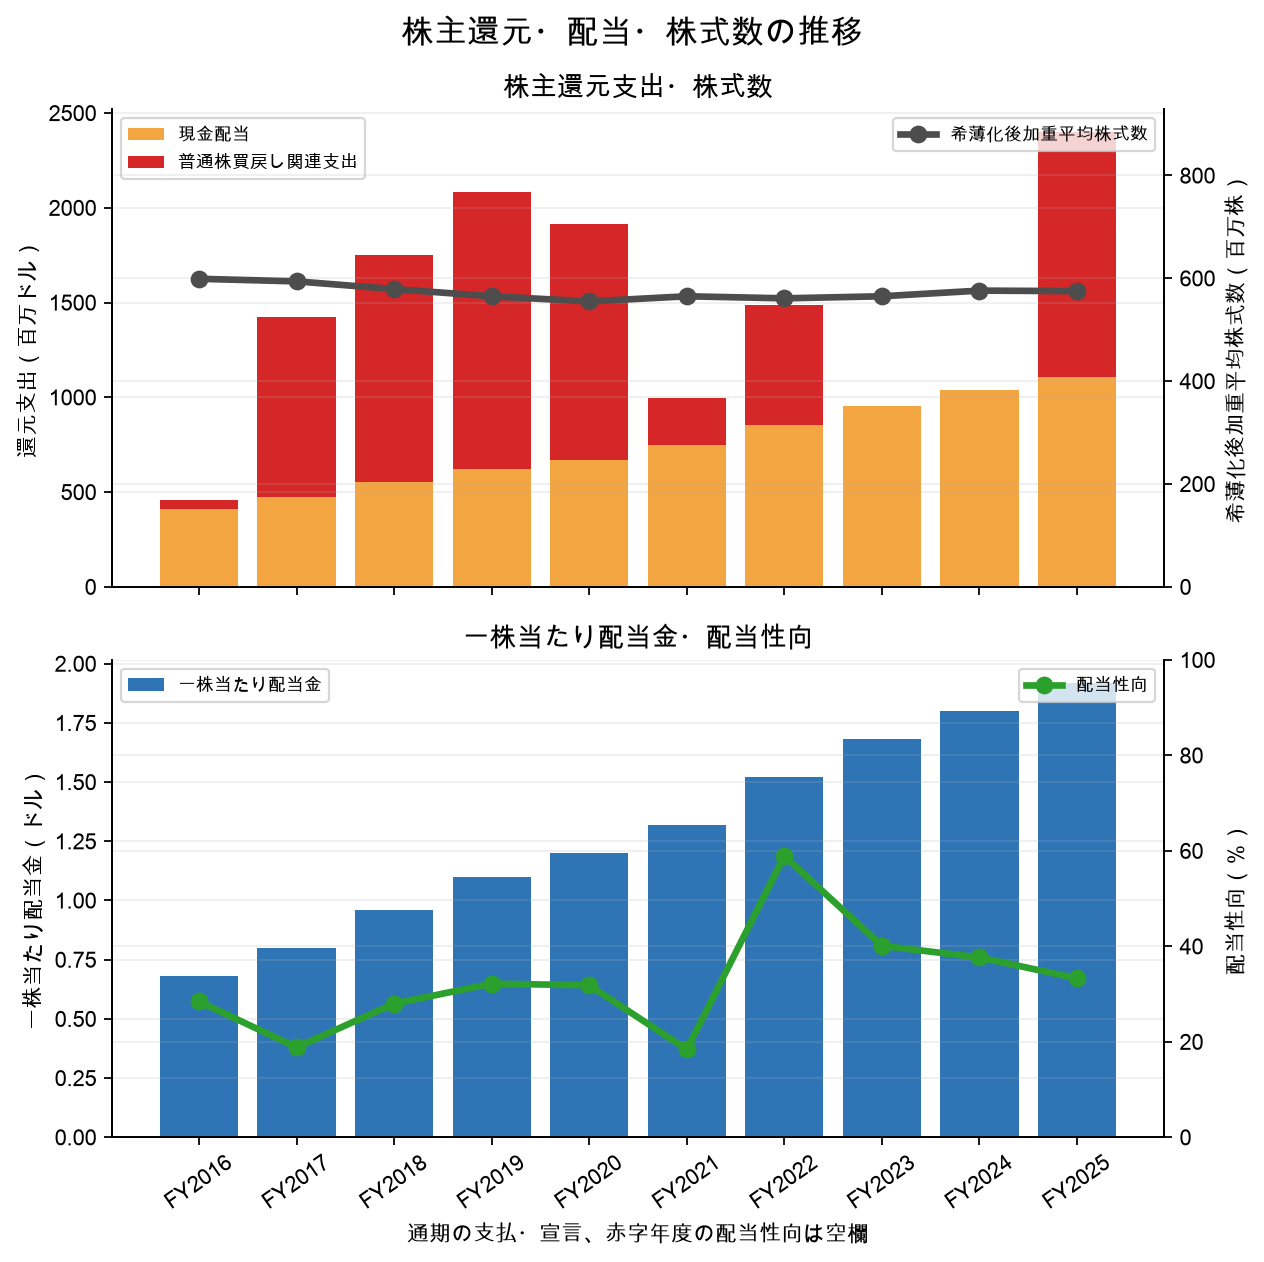 株主還元・配当・株式数の推移
株主還元支出・株式数
現金配当
普通株買戻し関連支出
希薄化後加重平均株式数
還元支出(百万ドル)
2500
2000
1500
1000
500
0
800
600
400
200
0
希薄化後加重平均株式数(百万株)
一株当たり配当金・配当性向
一株当たり配当金
配当性向
一株当たり配当金(ドル)
2.00
1.75
1.50
1.25
1.00
0.75
0.50
0.25
0.00
100
80
60
40
20
0
配当性向(%)
FY2016 FY2017 FY2018 FY2019 FY2020 FY2021 FY2022 FY2023 FY2024 FY2025
通期の支払・宣言、赤字年度の配当性向は空欄